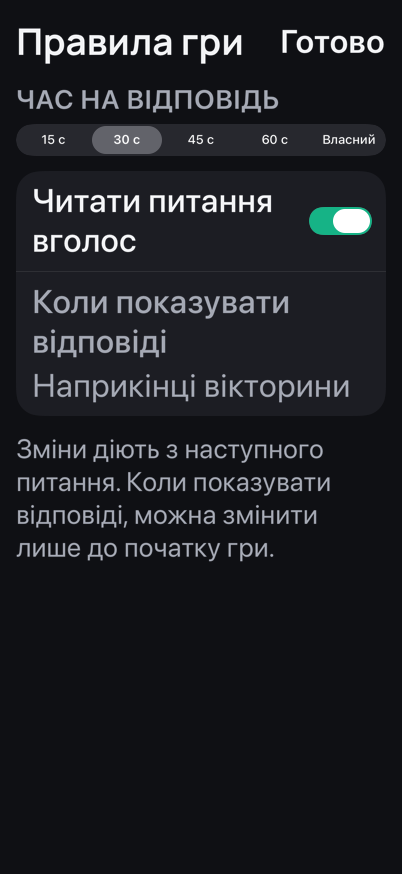 Правила гри
Готово
ЧАС НА ВІДПОВІДЬ
15 с
30 с
45 с
60 с
Власний
Читати питання
вголос
Коли показувати
відповіді
Наприкінці вікторини
Зміни діють з наступного
питання. Коли показувати
відповіді, можна змінити
лише до початку гри.